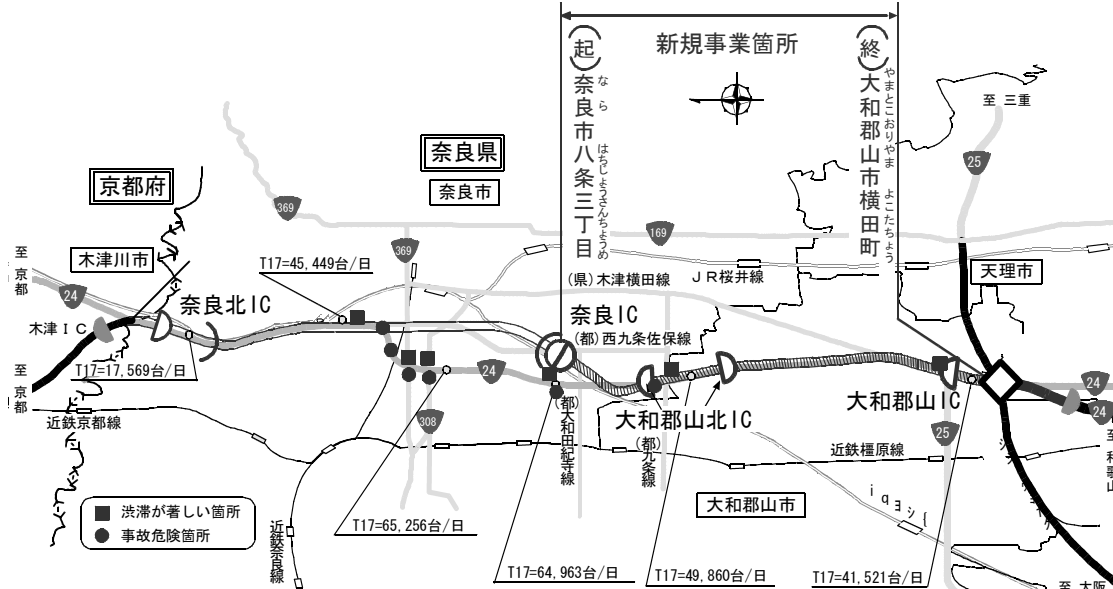 新規事業箇所
起
奈良市八条三丁目
な ら はちじょうさんちょうめ
終
大和郡山市横田町
やまとこおりやま よこたちょう
至 三重
25
奈良県
奈良市
京都府
369
369
169
至京都
木津川市
T17=45,449台/日
(県)木津横田線
JR桜井線
天理市
24
奈良北IC
奈良IC
(都)西九条佐保線
木津IC
T17=17,569台/日
24
至京都
大和郡山北IC
大和郡山IC
24
24
近鉄京都線
308
(都)大和田紀寺線
(都)九条線
25
近鉄橿原線
至和歌山
大和郡山市
渋滞が著しい箇所
事故危険箇所
近鉄奈良線
T17=65,256台/日
T17=64,963台/日
T17=49,860台/日
T17=41,521台/日
至 大阪